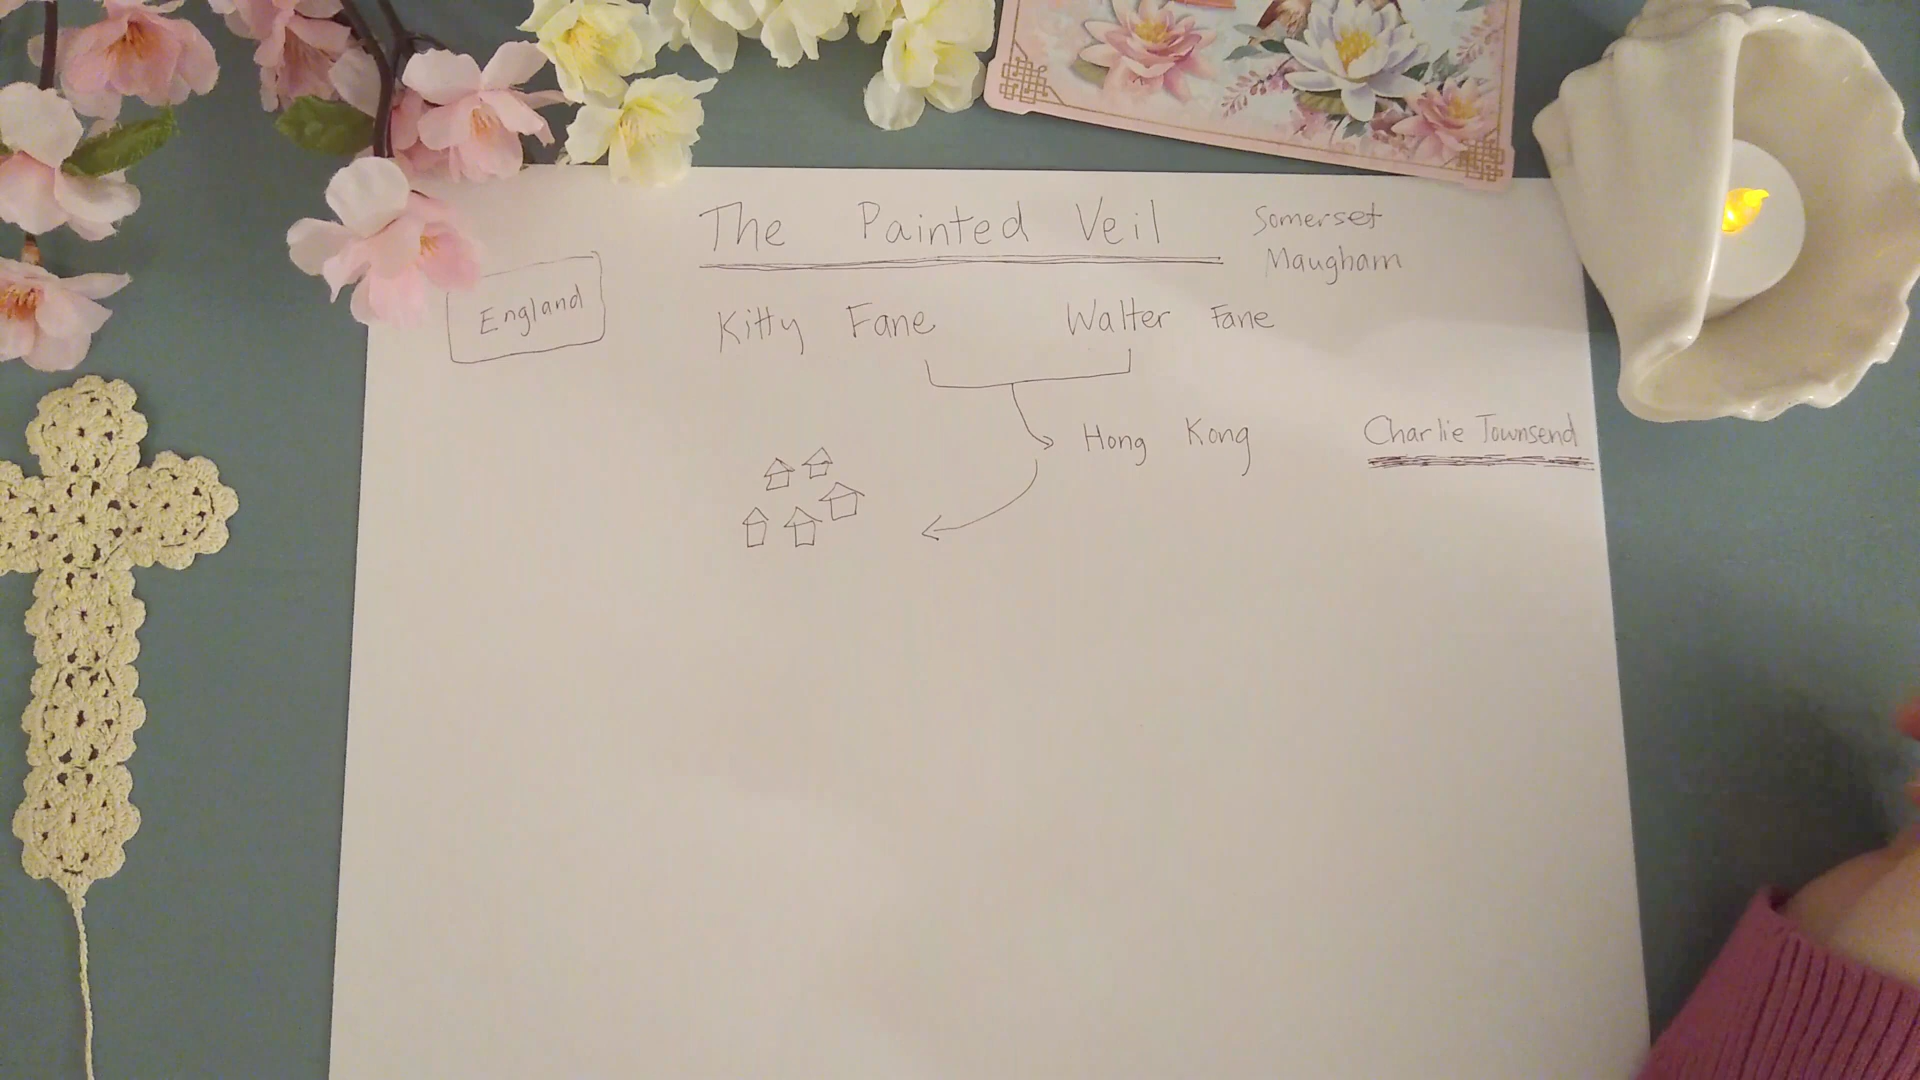 The Painted Veil
Somerset
Maugham
England
Kitty Fane Walter Fane
Hong Kong
Charlie Townsend